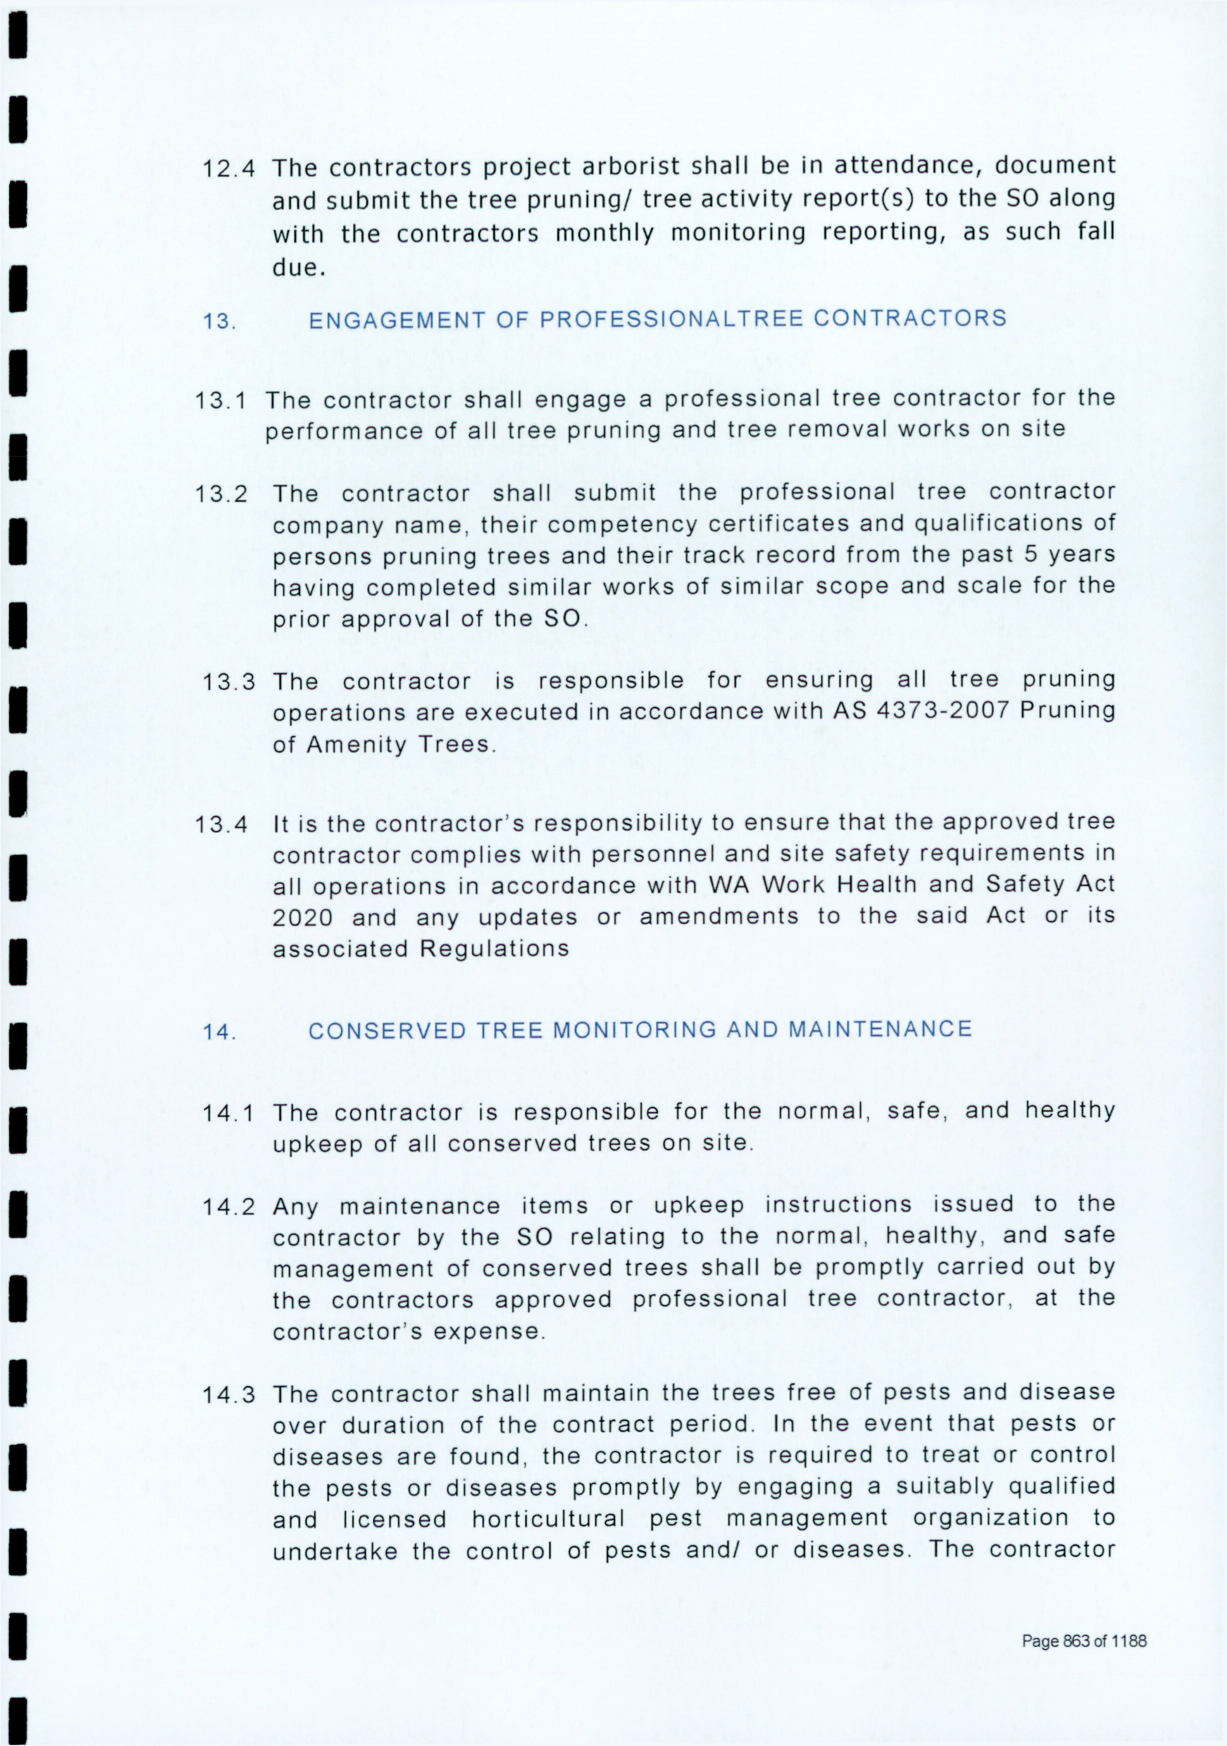 12.4 The contractors project arborist shall be in attendance, document
and submit the tree pruning/ tree activity report(s) to the SO along
with the contractors monthly monitoring reporting, as such fall
due.
13. ENGAGEMENT OF PROFESSIONALTREE CONTRACTORS
13.1 The contractor shall engage a professional tree contractor for the
performance of all tree pruning and tree removal works on site
13.2 The contractor shall submit the professional tree contractor
company name, their competency certificates and qualifications of
persons pruning trees and their track record from the past 5 years
having completed similar works of similar scope and scale for the
prior approval of the SO.
13.3 The contractor is responsible for ensuring all tree pruning
operations are executed in accordance with AS 4373-2007 Pruning
of Amenity Trees.
13.4 It is the contractor's responsibility to ensure that the approved tree
contractor complies with personnel and site safety requirements in
all operations in accordance with WA Work Health and Safety Act
2020 and any updates or amendments to the said Act or its
associated Regulations
14. CONSERVED TREE MONITORING AND MAINTENANCE
14.1 The contractor is responsible for the normal, safe, and healthy
upkeep of all conserved trees on site.
14.2 Any maintenance items or upkeep instructions issued to the
contractor by the SO relating to the normal, healthy, and safe
management of conserved trees shall be promptly carried out by
the contractors approved professional tree contractor, at the
contractor's expense.
14.3 The contractor shall maintain the trees free of pests and disease
over duration of the contract period. In the event that pests or
diseases are found, the contractor is required to treat or control
the pests or diseases promptly by engaging a suitably qualified
and licensed horticultural pest management organization to
undertake the control of pests and/ or diseases. The contractor
Page 863 of 1188